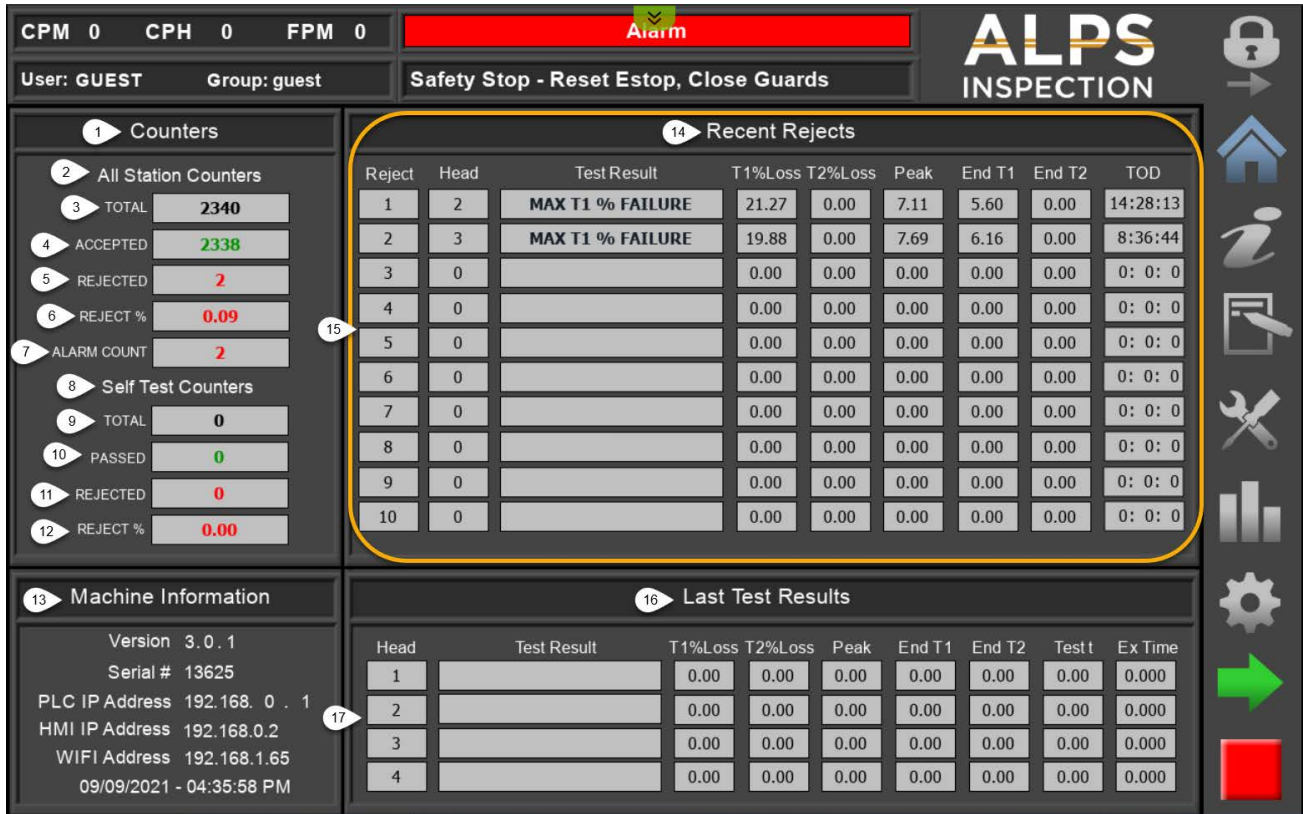 CPM 0 CPH 0 FPM 0
Alarm
ALPS
INSPECTION
User: GUEST Group: guest
Safety Stop - Reset Estop, Close Guards
1 Counters
2 All Station Counters
3 TOTAL 2340
4 ACCEPTED 2338
5 REJECTED 2
6 REJECT % 0.09
7 ALARM COUNT 2
8 Self Test Counters
9 TOTAL 0
10 PASSED 0
11 REJECTED 0
12 REJECT % 0.00
14 Recent Rejects
15
Reject Head Test Result T1%Loss T2%Loss Peak End T1 End T2 TOD
1 2 MAX T1 % FAILURE 21.27 0.00 7.11 5.60 0.00 14:28:13
2 3 MAX T1 % FAILURE 19.88 0.00 7.69 6.16 0.00 8:36:44
3 0 0.00 0.00 0.00 0.00 0.00 0: 0: 0
4 0 0.00 0.00 0.00 0.00 0.00 0: 0: 0
5 0 0.00 0.00 0.00 0.00 0.00 0: 0: 0
6 0 0.00 0.00 0.00 0.00 0.00 0: 0: 0
7 0 0.00 0.00 0.00 0.00 0.00 0: 0: 0
8 0 0.00 0.00 0.00 0.00 0.00 0: 0: 0
9 0 0.00 0.00 0.00 0.00 0.00 0: 0: 0
10 0 0.00 0.00 0.00 0.00 0.00 0: 0: 0
13 Machine Information
Version 3.0.1
Serial # 13625
PLC IP Address 192.168. 0 . 1
HMI IP Address 192.168.0.2
WIFI Address 192.168.1.65
09/09/2021 - 04:35:58 PM
16 Last Test Results
17
Head Test Result T1%Loss T2%Loss Peak End T1 End T2 Test t Ex Time
1 0.00 0.00 0.00 0.00 0.00 0.00 0.000
2 0.00 0.00 0.00 0.00 0.00 0.00 0.000
3 0.00 0.00 0.00 0.00 0.00 0.00 0.000
4 0.00 0.00 0.00 0.00 0.00 0.00 0.000